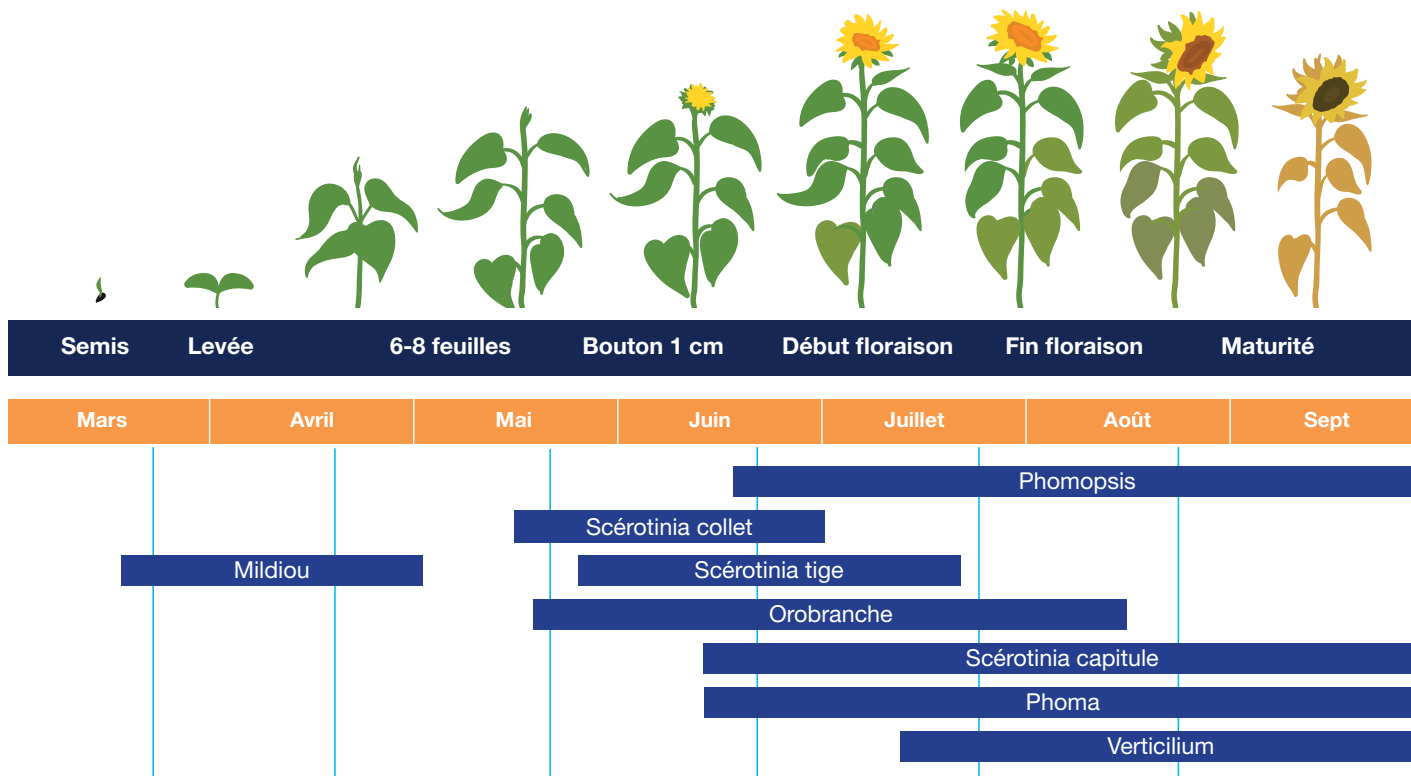 Semis Levée 6-8 feuilles Bouton 1 cm Début floraison Fin floraison Maturité
Mars Avril Mai Juin Juillet Août Sept
Phomopsis
Scérotinia collet
Mildiou Scérotinia tige
Orobranche
Scérotinia capitule
Phoma
Verticilium